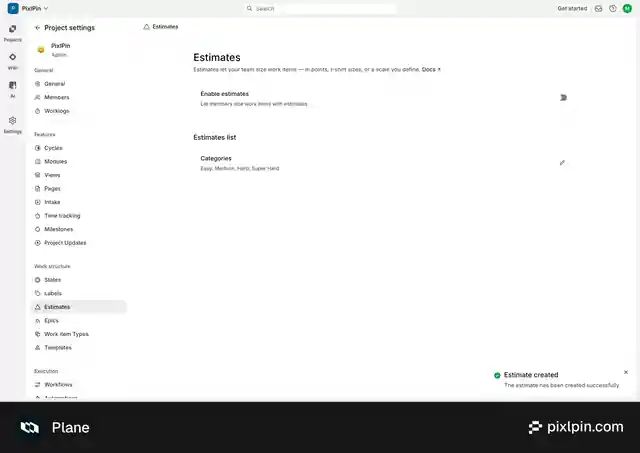 PixlPin
Search
Get started
M
Projects
Wiki
AI
Settings
Project settings
PixlPin
Admin
General
General
Members
Worklogs
Features
Cycles
Modules
Views
Pages
Intake
Time tracking
Milestones
Project Updates
Work structure
States
Labels
Estimates
Epics
Work Item Types
Templates
Execution
Workflows
Automations
Estimates
Estimates
Estimates let your team size work items — in points, t-shirt sizes, or a scale you define. Docs
Enable estimates
Let members size work items with estimates.
Estimates list
Categories
Easy, Medium, Hard, Super Hard
Estimate created
The estimate has been created successfully.
Plane
pixlpin.com